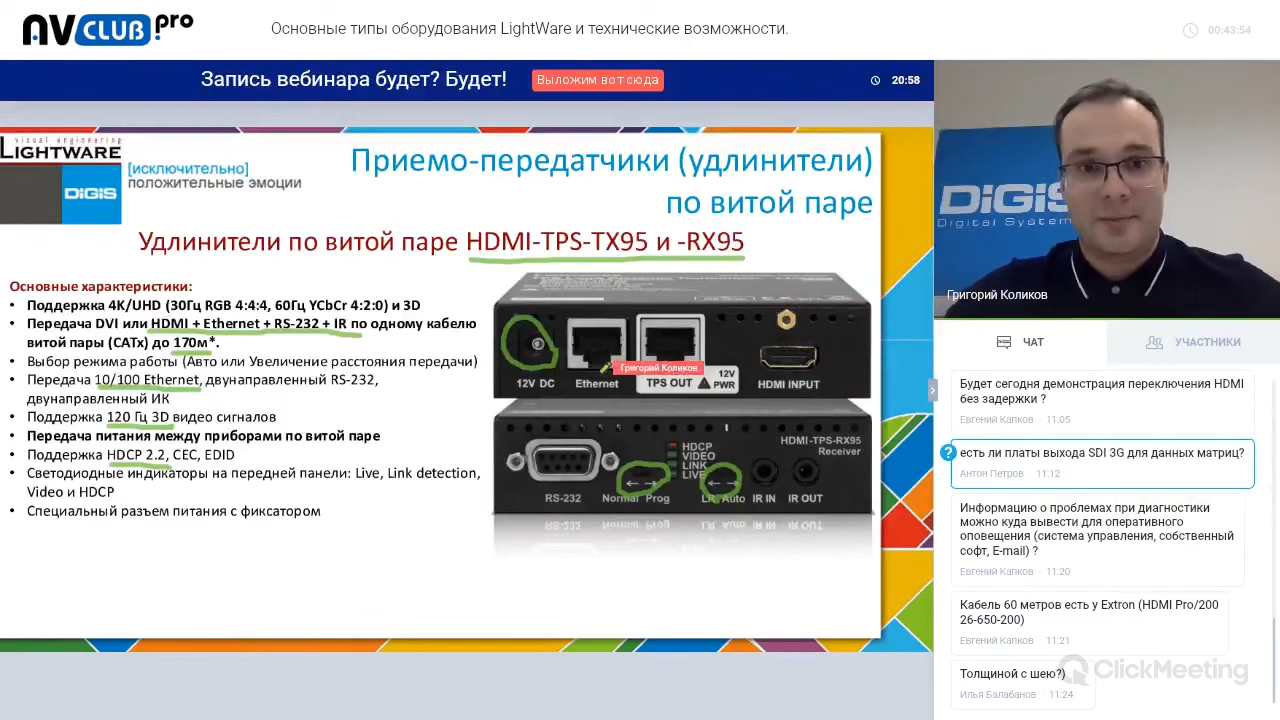 AVCLUB.pro
Основные типы оборудования LightWare и технические возможности.
00:43:54
Запись вебинара будет? Будет!
Выложим вот сюда
20:58
visual engineering
LIGHTWARE
DiGiS
[исключительно]
положительные эмоции
Приемо-передатчики (удлинители)
по витой паре
Удлинители по витой паре HDMI-TPS-TX95 и -RX95
Основные характеристики:
• Поддержка 4K/UHD (30Гц RGB 4:4:4, 60Гц YCbCr 4:2:0) и 3D
• Передача DVI или HDMI + Ethernet + RS-232 + IR по одному кабелю
витой пары (CATx) до 170м*.
• Выбор режима работы (Авто или Увеличение расстояния передачи)
• Передача 10/100 Ethernet, двунаправленный RS-232,
двунаправленный ИК
• Поддержка 120 Гц 3D видео сигналов
• Передача питания между приборами по витой паре
• Поддержка HDCP 2.2, CEC, EDID
• Светодиодные индикаторы на передней панели: Live, Link detection,
Video и HDCP
• Специальный разъем питания с фиксатором
12V DC
Ethernet
Григорий Коликов
TPS OUT
12V
PWR
HDMI INPUT
HDMI-TPS-RX95
Receiver
HDCP
VIDEO
LINK
LIVE
RS-232
Normal Prog
LR Auto
IR IN
IR OUT
DiGiS
Digital Systems
Григорий Коликов
ЧАТ
УЧАСТНИКИ
Будет сегодня демонстрация переключения HDMI
без задержки ?
Евгений Капков · 11:05
есть ли платы выхода SDI 3G для данных матриц?
Антон Петров · 11:12
Информацию о проблемах при диагностики
можно куда вывести для оперативного
оповещения (система управления, собственный
софт, E-mail) ?
Евгений Капков · 11:20
Кабель 60 метров есть у Extron (HDMI Pro/200
26-650-200)
Евгений Капков · 11:21
Толщиной с шею?)
Илья Балабанов · 11:24
ClickMeeting